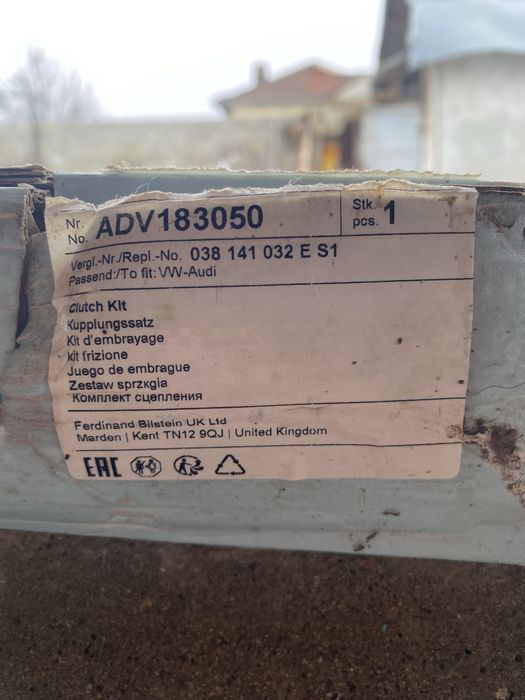 Nr. No. ADV183050 Stk. pcs. 1
Vergl.-Nr./Repl.-No. 038 141 032 E S1
Passend:/To fit: VW-Audi
Clutch Kit
Kupplungssatz
Kit d'embrayage
kit frizione
Juego de embrague
Zestaw sprzkgia
Комплект сцепления
Ferdinand Bilstein UK Ltd
Marden | Kent TN12 9QJ | United Kingdom
EAC